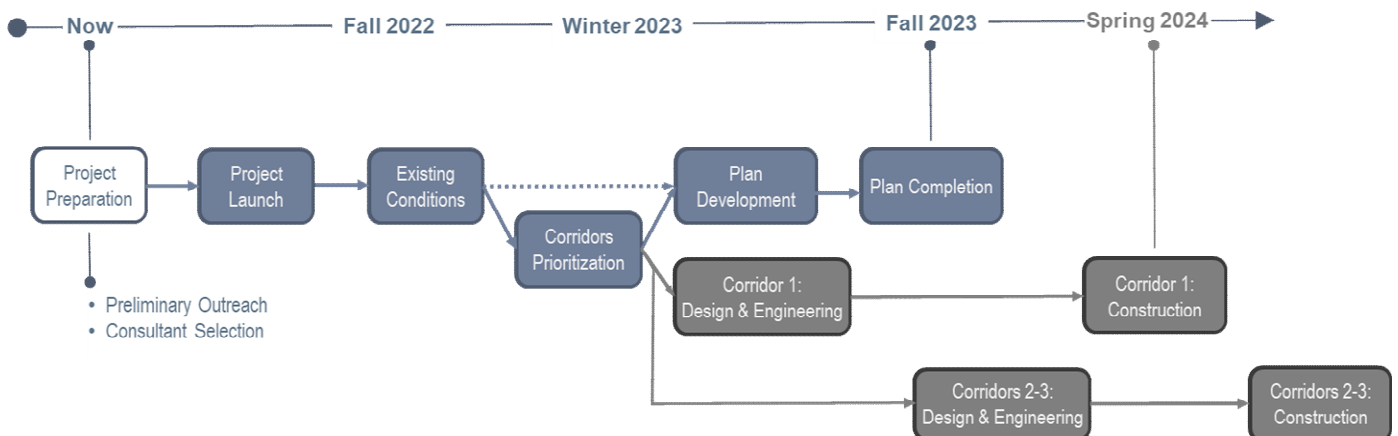 Now
Fall 2022
Winter 2023
Fall 2023
Spring 2024
Project
Preparation
Project
Launch
Existing
Conditions
Corridors
Prioritization
Plan
Development
Plan Completion
• Preliminary Outreach
• Consultant Selection
Corridor 1:
Design & Engineering
Corridor 1:
Construction
Corridors 2-3:
Design & Engineering
Corridors 2-3:
Construction